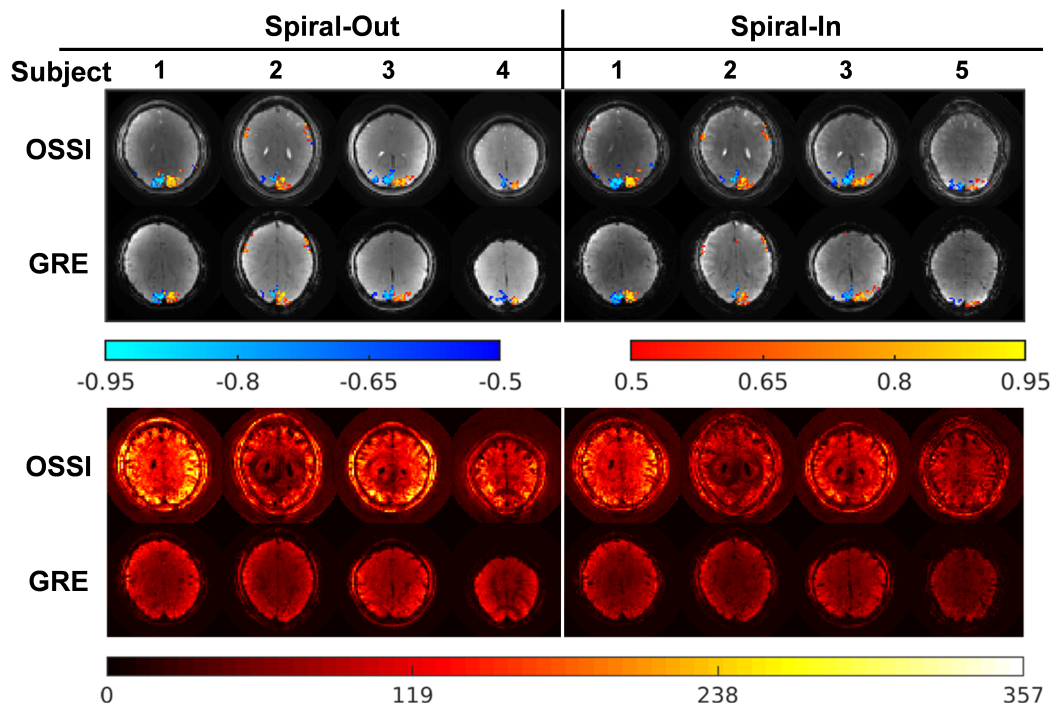 Spiral-Out Spiral-In
Subject 1 2 3 4 1 2 3 5
OSSI
GRE
-0.95 -0.8 -0.65 -0.5 0.5 0.65 0.8 0.95
OSSI
GRE
0 119 238 357